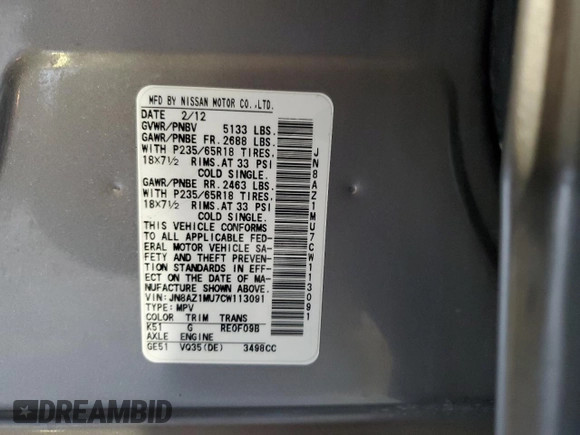 MFD BY NISSAN MOTOR CO.,LTD.
DATE 2/12
GVWR/PNBV 5133 LBS.
GAWR/PNBE FR. 2688 LBS.
WITH P235/65R18 TIRES,
18×7½ RIMS, AT 33 PSI
COLD SINGLE.
GAWR/PNBE RR. 2463 LBS.
WITH P235/65R18 TIRES,
18×7½ RIMS, AT 33 PSI
COLD SINGLE.
THIS VEHICLE CONFORMS
TO ALL APPLICABLE FED-
ERAL MOTOR VEHICLE SA-
FETY AND THEFT PREVEN-
TION STANDARDS IN EFF-
ECT ON THE DATE OF MA-
NUFACTURE SHOWN ABOVE.
VIN: JN8AZ1MU7CW113091
TYPE: MPV
COLOR TRIM TRANS
K51 G RE0F09B
AXLE ENGINE
GE51 VQ35(DE) 3498CC
JN8AZ1MU7CW113091
DREAMBID